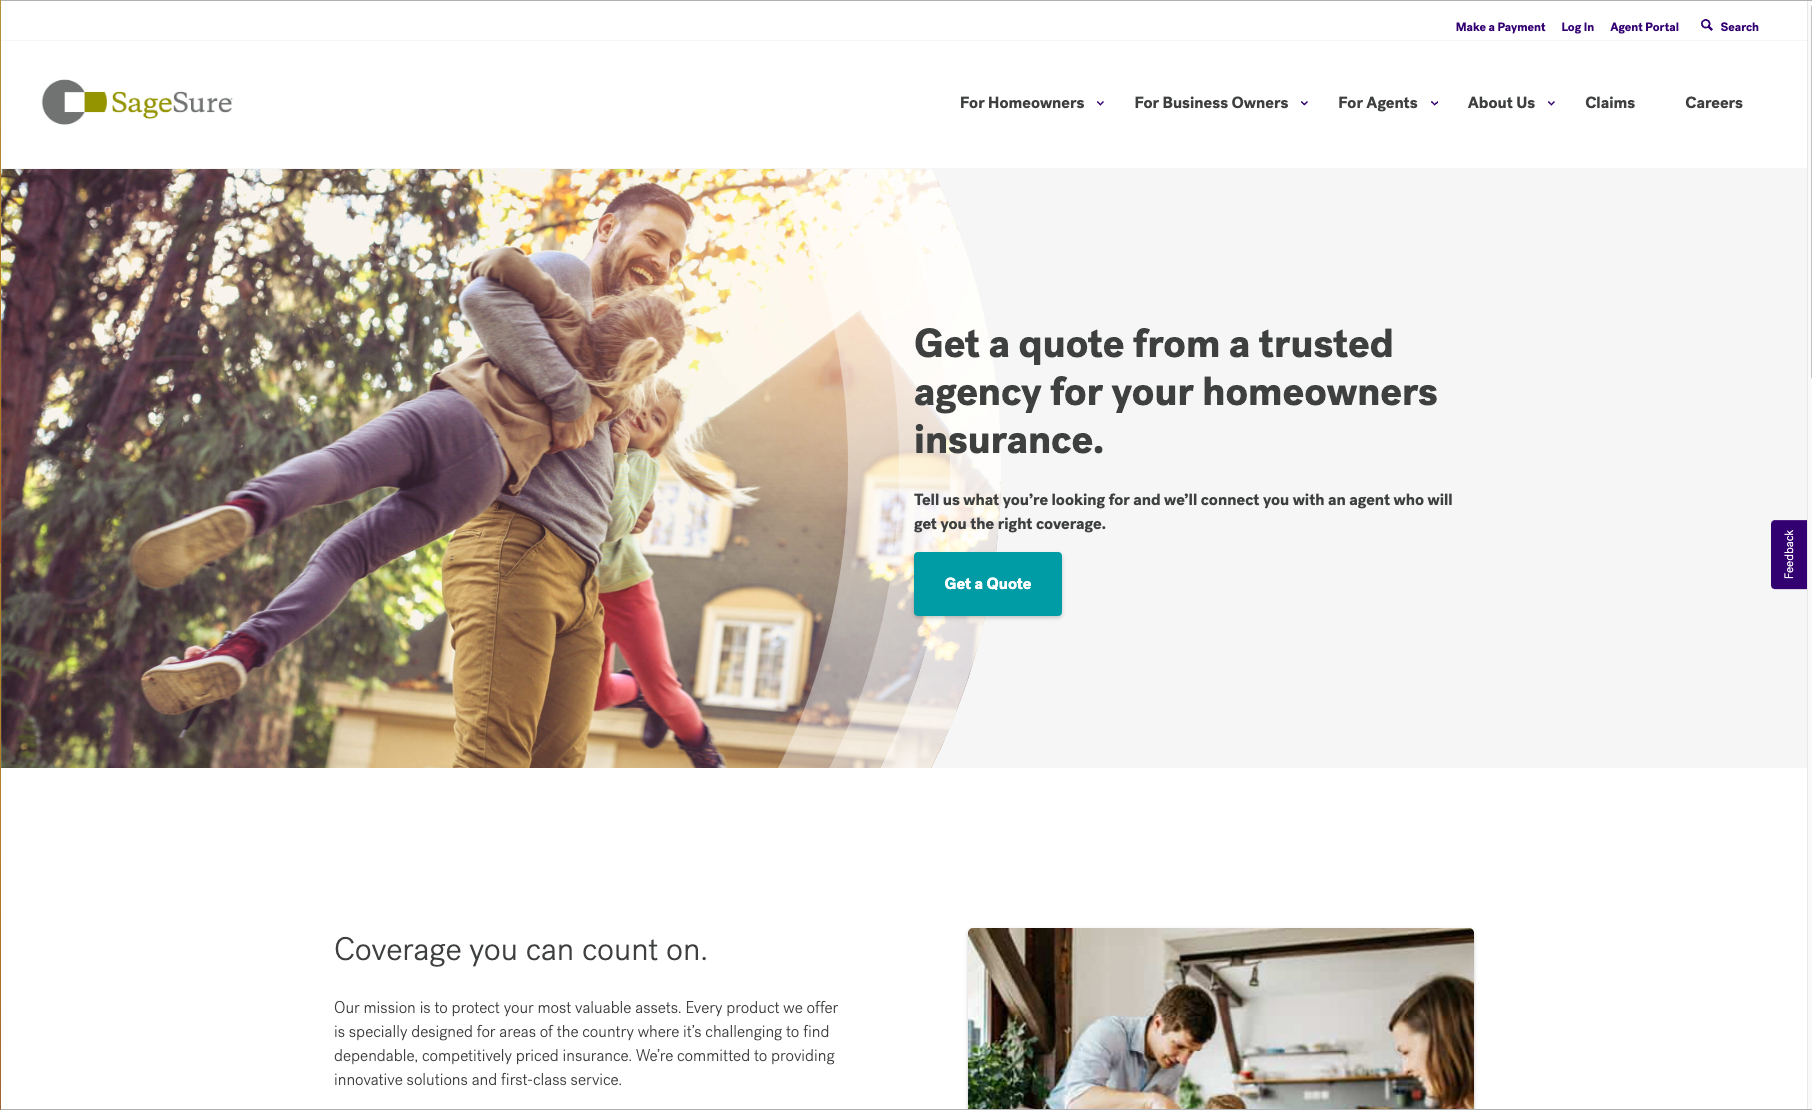 Make a Payment Log In Agent Portal Search
SageSure
For Homeowners For Business Owners For Agents About Us Claims Careers
Get a quote from a trusted
agency for your homeowners
insurance.
Tell us what you’re looking for and we’ll connect you with an agent who will
get you the right coverage.
Get a Quote
Feedback
Coverage you can count on.
Our mission is to protect your most valuable assets. Every product we offer
is specially designed for areas of the country where it’s challenging to find
dependable, competitively priced insurance. We’re committed to providing
innovative solutions and first-class service.